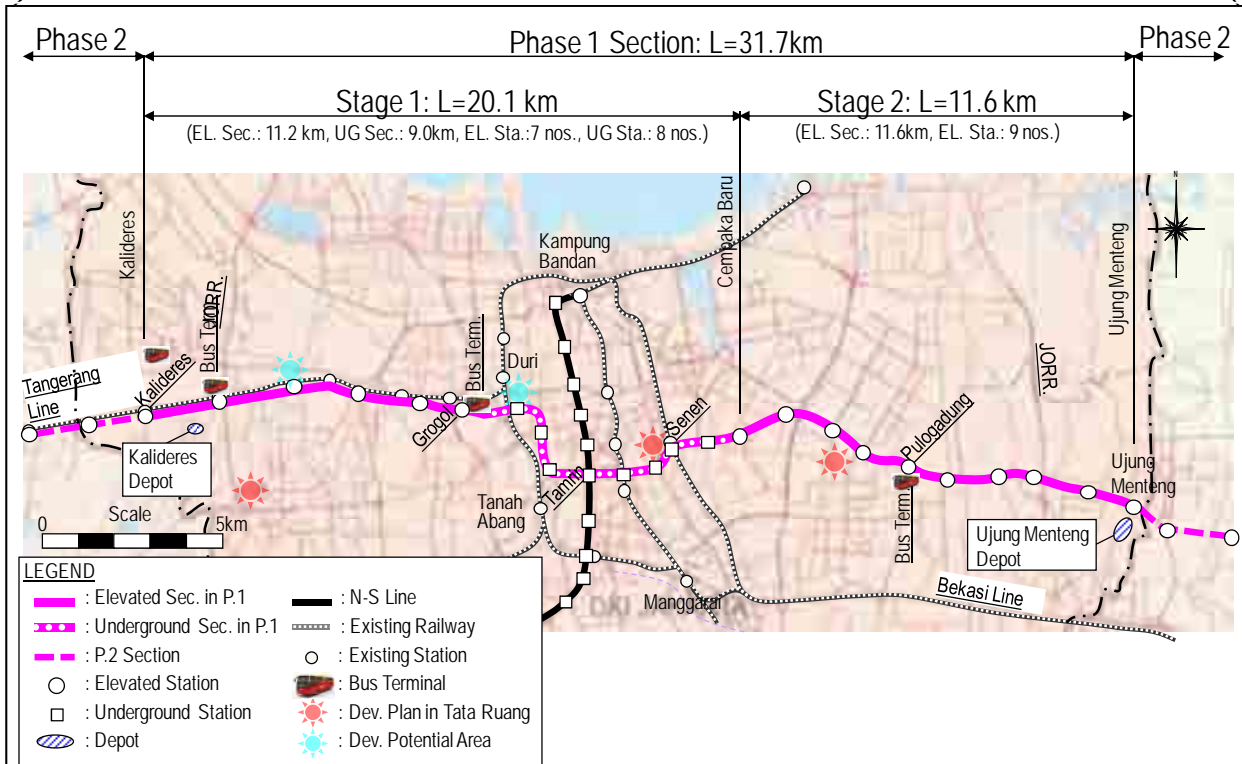 Phase 2
Phase 1 Section: L=31.7km
Phase 2
Stage 1: L=20.1 km
Stage 2: L=11.6 km
(EL. Sec.: 11.2 km, UG Sec.: 9.0km, EL. Sta.:7 nos., UG Sta.: 8 nos.)
(EL. Sec.: 11.6km, EL. Sta.: 9 nos.)
Kalideres
Cempaka Baru
Ujung Menteng
N
Kampung
Bandan
JORR.
Bus Term.
Bus Term.
Duri
JORR.
Tangerang
Line
Kalideres
Grogol
Senen
Pulogadung
Kalideres
Depot
Tamrin
Tanah
Abang
Bus Term.
Ujung
Menteng
Scale
0
5km
Ujung Menteng
Depot
Manggarai
DKI
Bekasi Line
LEGEND
: Elevated Sec. in P.1
: N-S Line
: Underground Sec. in P.1
: Existing Railway
: P.2 Section
: Existing Station
: Elevated Station
: Bus Terminal
: Underground Station
: Dev. Plan in Tata Ruang
: Depot
: Dev. Potential Area